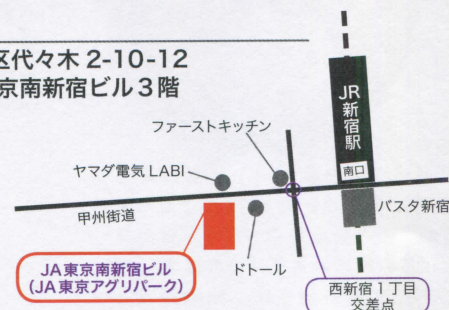 区代々木 2-10-12
京南新宿ビル3階
JR新宿駅
南口
ファーストキッチン
ヤマダ電気 LABI
甲州街道
バスタ新宿
ドトール
JA東京南新宿ビル
(JA東京アグリパーク)
西新宿1丁目
交差点